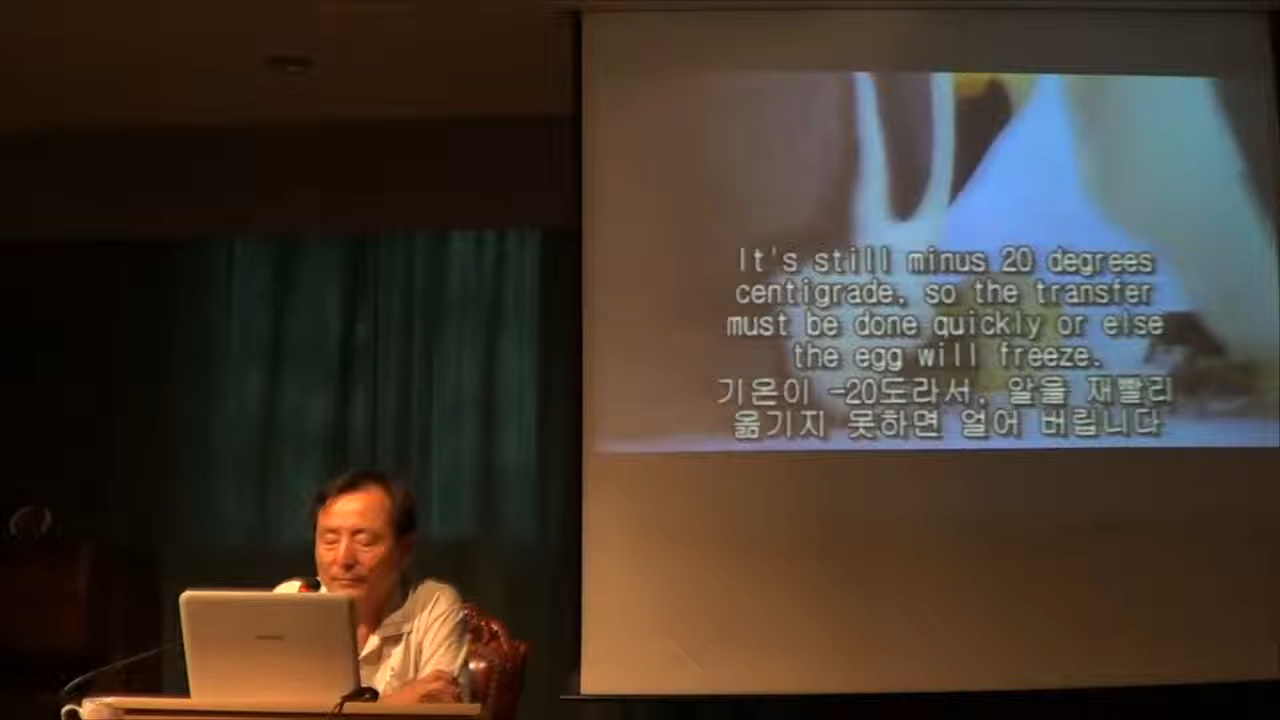 It's still minus 20 degrees
centigrade, so the transfer
must be done quickly or else
the egg will freeze.
기온이 -20도라서, 알을 재빨리
옮기지 못하면 얼어 버립니다